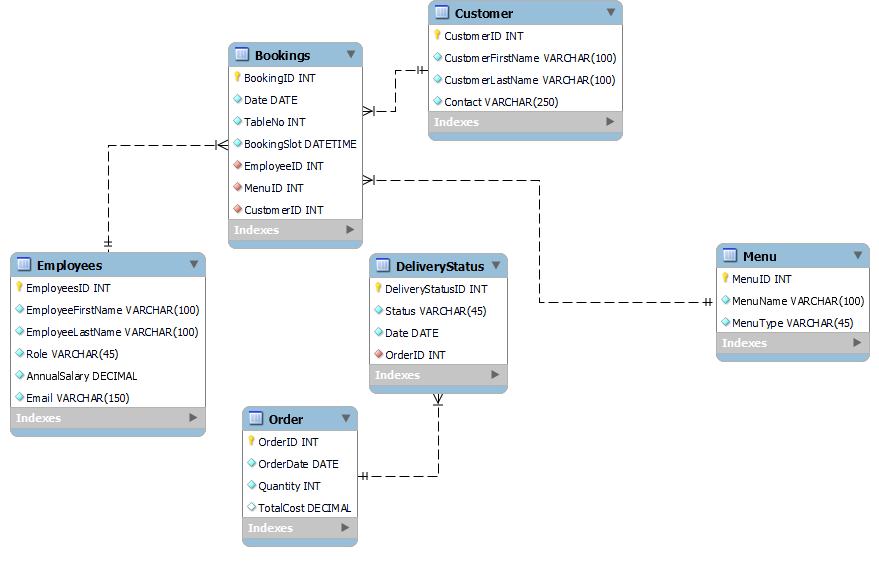 Customer
CustomerID INT
CustomerFirstName VARCHAR(100)
CustomerLastName VARCHAR(100)
Contact VARCHAR(250)
Indexes
Bookings
BookingID INT
Date DATE
TableNo INT
BookingSlot DATETIME
EmployeeID INT
MenuID INT
CustomerID INT
Indexes
Employees
EmployeesID INT
EmployeeFirstName VARCHAR(100)
EmployeeLastName VARCHAR(100)
Role VARCHAR(45)
AnnualSalary DECIMAL
Email VARCHAR(150)
Indexes
DeliveryStatus
DeliveryStatusID INT
Status VARCHAR(45)
Date DATE
OrderID INT
Indexes
Menu
MenuID INT
MenuName VARCHAR(100)
MenuType VARCHAR(45)
Indexes
Order
OrderID INT
OrderDate DATE
Quantity INT
TotalCost DECIMAL
Indexes